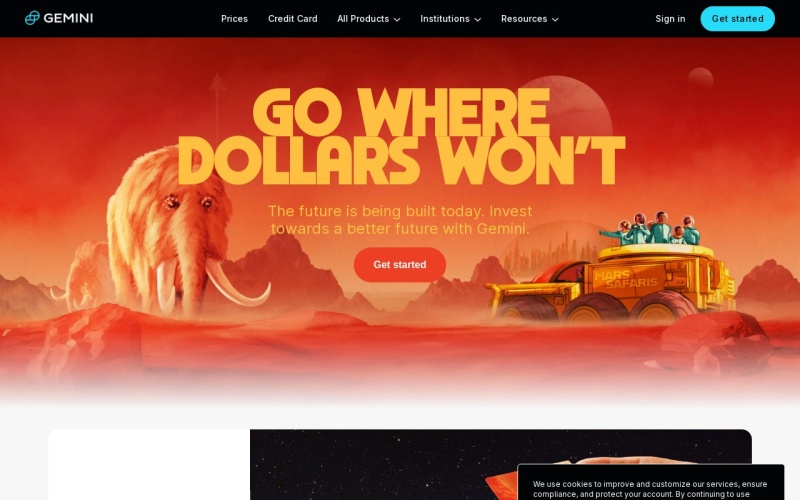 GEMINI
Prices
Credit Card
All Products
Institutions
Resources
Sign in
Get started
GO WHERE
DOLLARS WON'T
The future is being built today. Invest
towards a better future with Gemini.
Get started
MARS
SAFARIS
We use cookies to improve and customize our services, ensure
compliance, and protect your account. By continuing to use